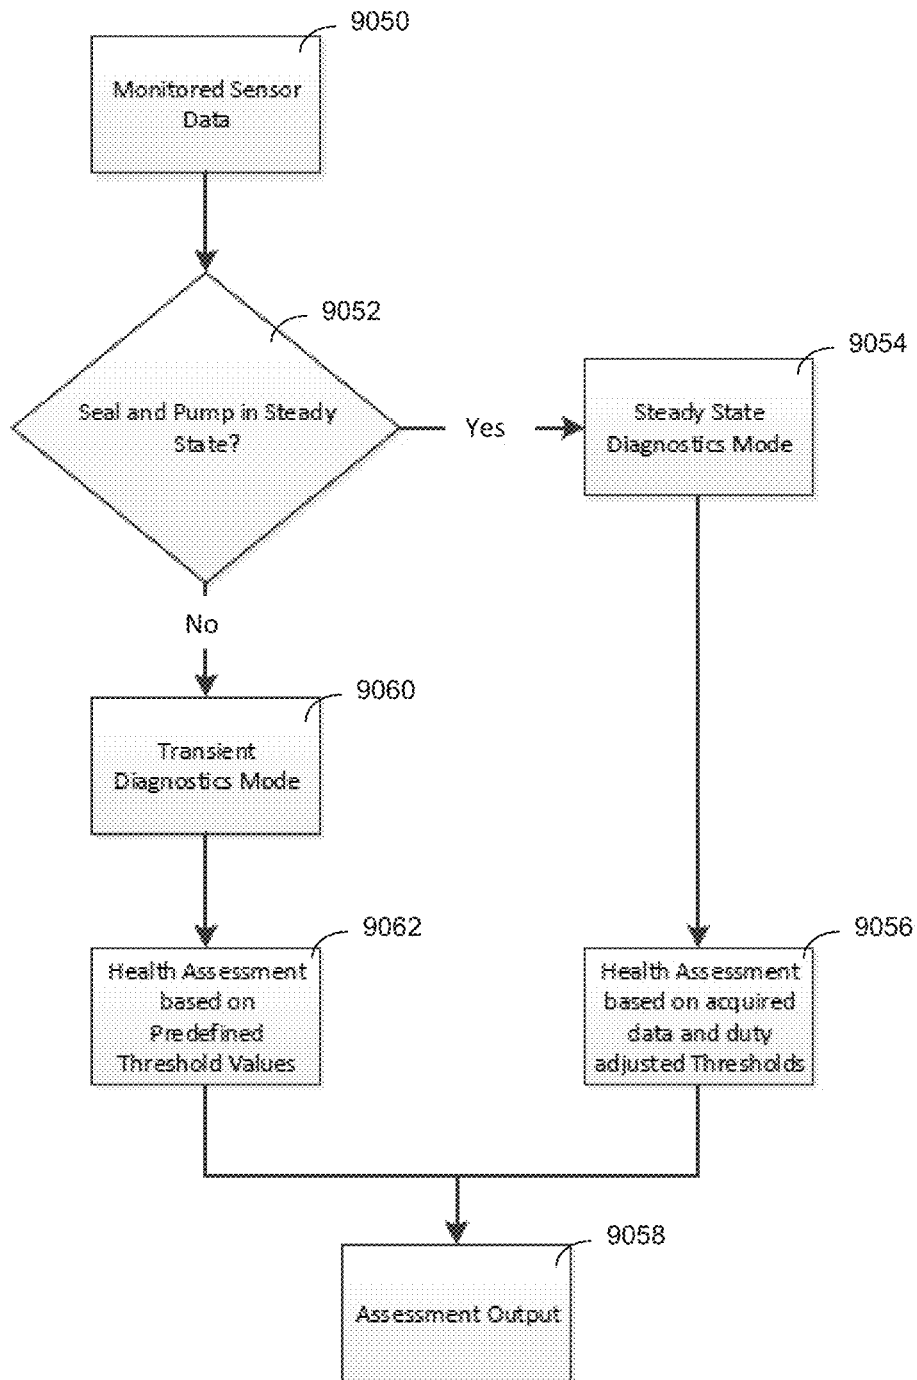 9050
Monitored Sensor
Data
9052
Seal and Pump in Steady
State?
Yes
9054
Steady State
Diagnostics Mode
No
9060
Transient
Diagnostics Mode
9062
Health Assessment
based on
Predefined
Threshold Values
9056
Health Assessment
based on acquired
data and duty
adjusted Thresholds
9058
Assessment Output